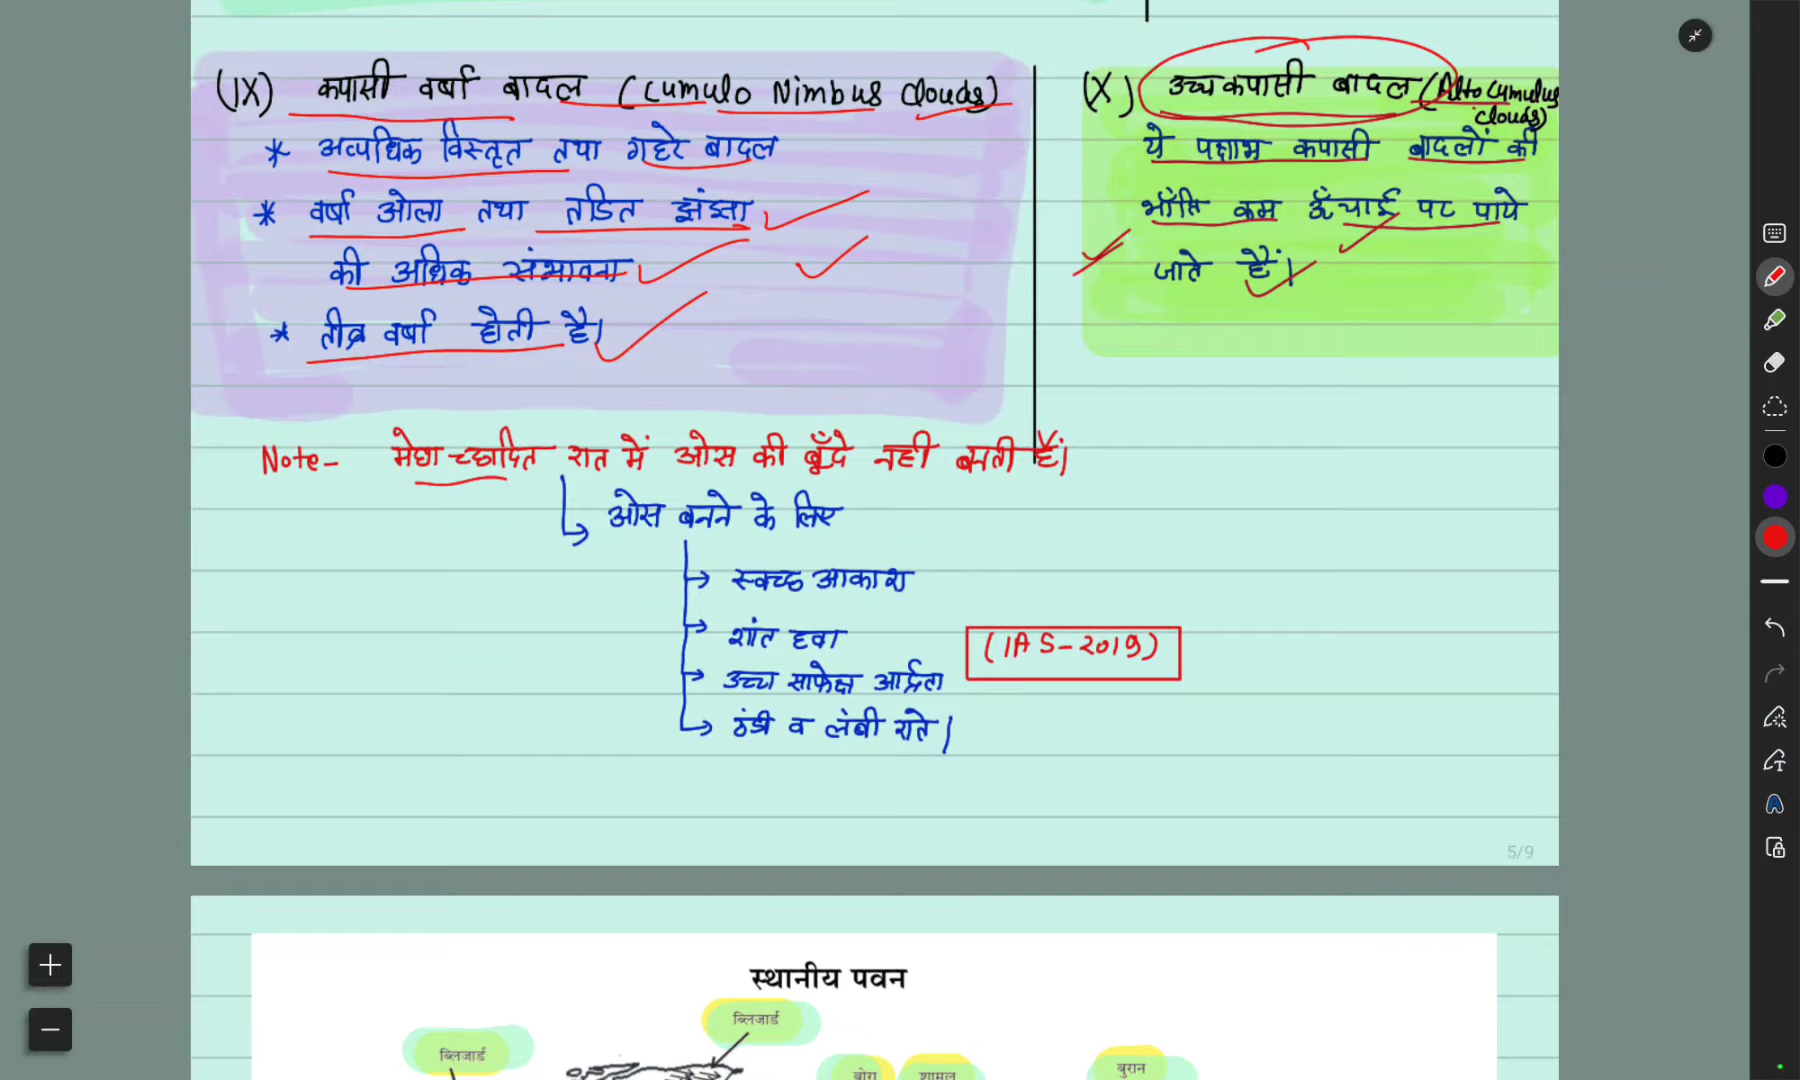 (IX) कपासी वर्षा बादल (Cumulo Nimbus Clouds)
* अत्यधिक विस्तृत तथा गहरे बादल
* वर्षा ओला तथा तडित झंझा
की अधिक संभावना
* तीव्र वर्षा होती है।
(X) उच्च कपासी बादल (Alto Cumulus
Clouds)
ये पक्षाभ कपासी बादलों की
भाँति कम ऊँचाई पर पाये
जाते हैं।
Note- मेघाच्छादित रात में ओस की बूँदे नहीं बनती हैं।
ओस बनने के लिए
→ स्वच्छ आकाश
→ शांत हवा
(IAS-2019)
→ उच्च सापेक्ष आर्द्रता
→ ठंडी व लंबी राते।
5/9
स्थानीय पवन
ब्लिजार्ड
ब्लिजार्ड
बोरा
शामल
बुरान